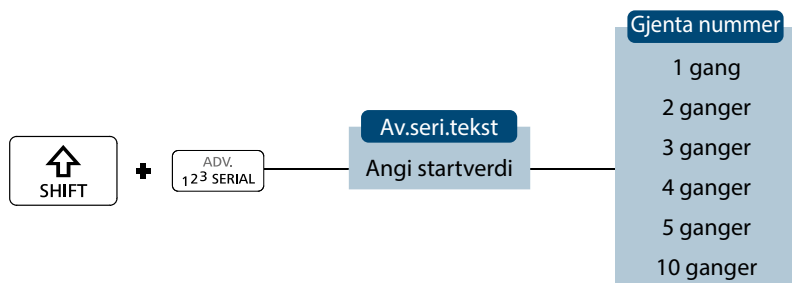 SHIFT
+
ADV.
123 SERIAL
Av.seri.tekst
Angi startverdi
Gjenta nummer
1 gang
2 ganger
3 ganger
4 ganger
5 ganger
10 ganger